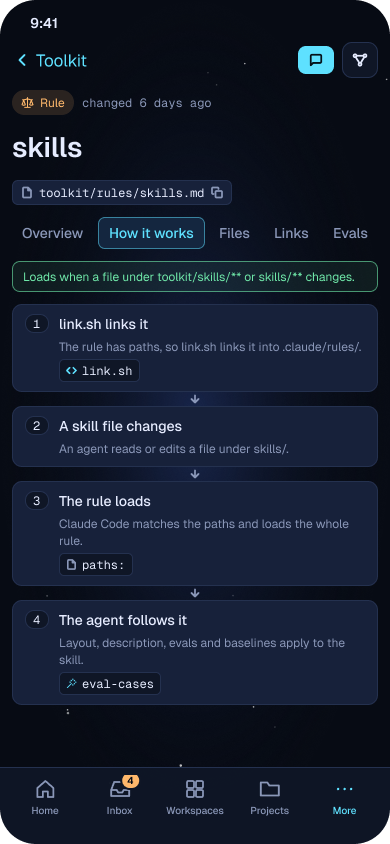 9:41
Toolkit
Rule changed 6 days ago
skills
toolkit/rules/skills.md
Overview How it works Files Links Evals
Loads when a file under toolkit/skills/** or skills/** changes.
1 link.sh links it
The rule has paths, so link.sh links it into .claude/rules/.
link.sh
2 A skill file changes
An agent reads or edits a file under skills/.
3 The rule loads
Claude Code matches the paths and loads the whole
rule.
paths:
4 The agent follows it
Layout, description, evals and baselines apply to the
skill.
eval-cases
4
Home Inbox Workspaces Projects More